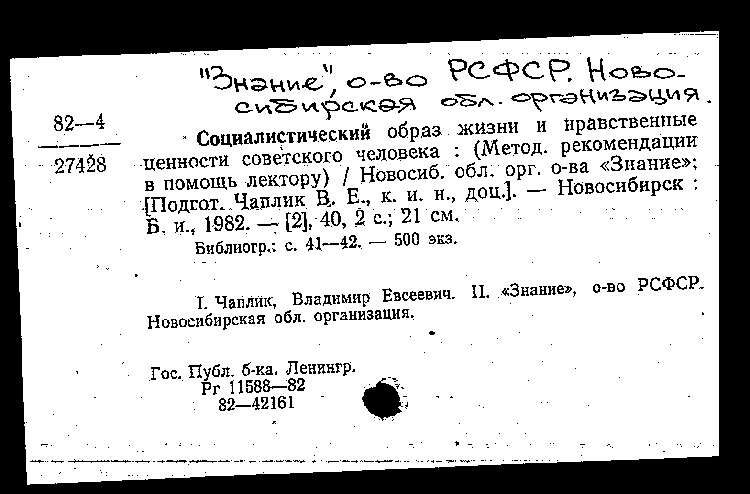 "Знание", о-во РСФСР. Ново-
сибирская обл. организация.
82—4
27428
Социалистический образ жизни и нравственные
ценности советского человека : (Метод. рекомендации
в помощь лектору) / Новосиб. обл. орг. о-ва «Знание»;
[Подгот. Чаплик В. Е., к. и. н., доц.]. — Новосибирск :
Б. и., 1982. — [2], 40, 2 с.; 21 см.
Библиогр.: с. 41—42. — 500 экз.
I. Чаплик, Владимир Евсеевич. II. «Знание», о-во РСФСР.
Новосибирская обл. организация.
Гос. Публ. б-ка. Ленингр.
Рг 11588—82
82—42161